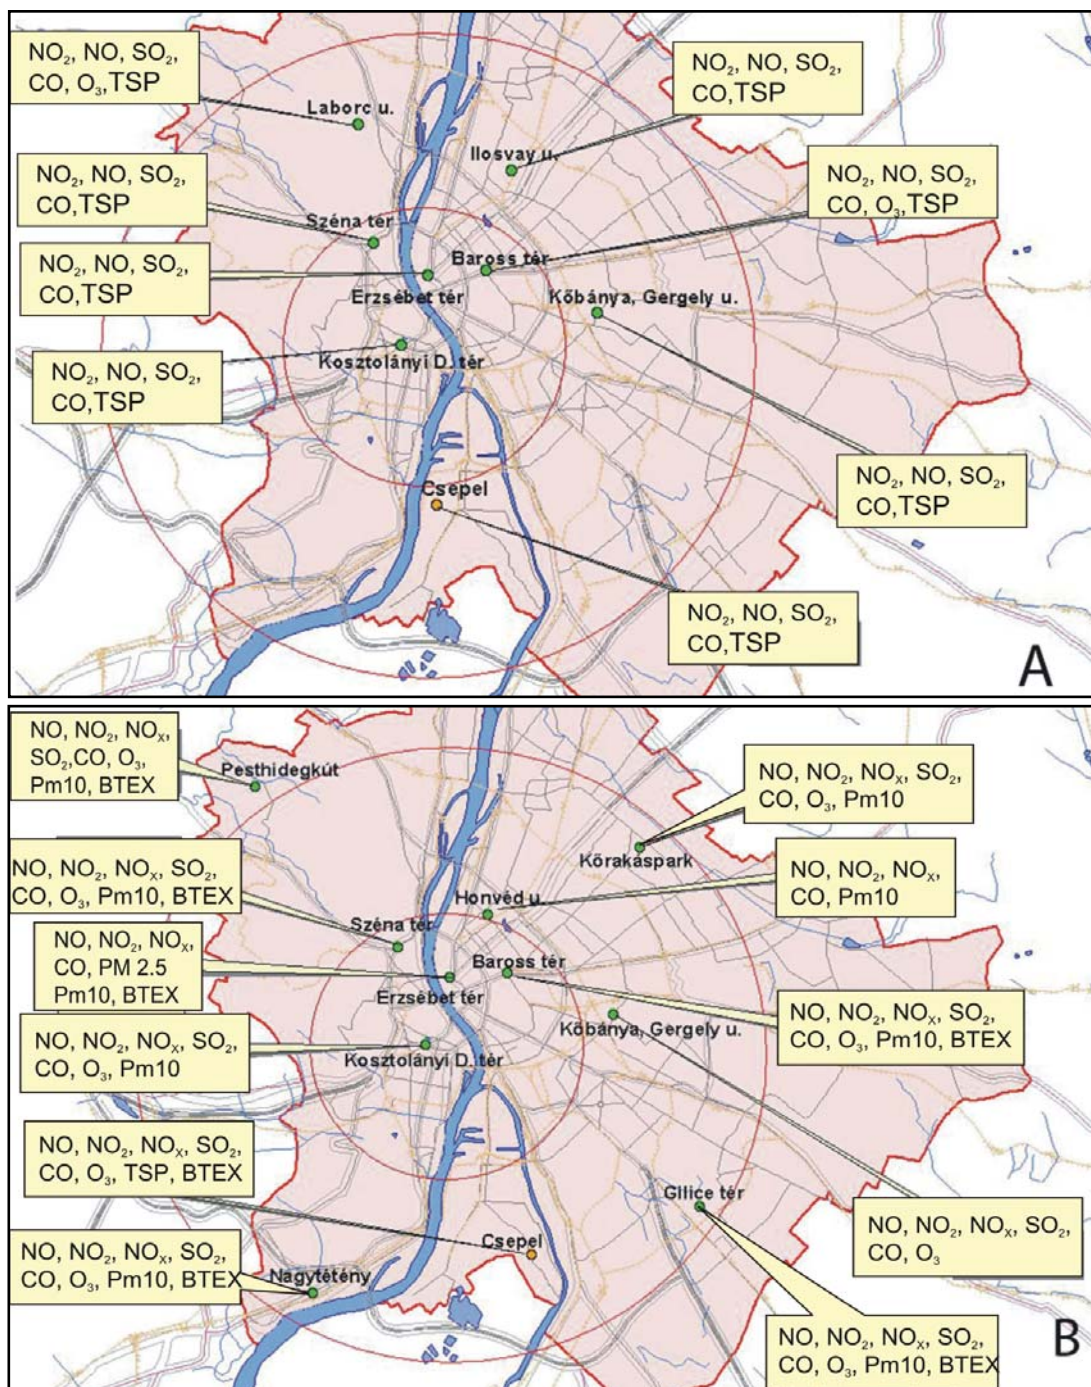 NO₂, NO, SO₂,
CO, O₃,TSP
Laborc u.
NO₂, NO, SO₂,
CO,TSP
Ilosvay u.
NO₂, NO, SO₂,
CO,TSP
Széna tér
NO₂, NO, SO₂,
CO, O₃,TSP
Baross tér
NO₂, NO, SO₂,
CO,TSP
Erzsébet tér
Kőbánya, Gergely u.
NO₂, NO, SO₂,
CO,TSP
Kosztolányi D. tér
NO₂, NO, SO₂,
CO,TSP
Csepel
NO₂, NO, SO₂,
CO,TSP
A
NO, NO₂, NOₓ,
SO₂,CO, O₃,
Pm10, BTEX
Pesthidegkút
NO, NO₂, NOₓ, SO₂,
CO, O₃, Pm10
Kőrakáspark
NO, NO₂, NOₓ, SO₂,
CO, O₃, Pm10, BTEX
Széna tér
Honvéd u.
NO, NO₂, NOₓ,
CO, Pm10
NO, NO₂, NOₓ,
CO, PM 2.5
Pm10, BTEX
Erzsébet tér
Baross tér
NO, NO₂, NOₓ, SO₂,
CO, O₃, Pm10, BTEX
NO, NO₂, NOₓ, SO₂,
CO, O₃, Pm10
Kosztolányi D. tér
Kőbánya, Gergely u.
NO, NO₂, NOₓ, SO₂,
CO, O₃, TSP, BTEX
Csepel
Gilice tér
NO, NO₂, NOₓ, SO₂,
CO, O₃
NO, NO₂, NOₓ, SO₂,
CO, O₃, Pm10, BTEX
Nagytétény
NO, NO₂, NOₓ, SO₂,
CO, O₃, Pm10, BTEX
B